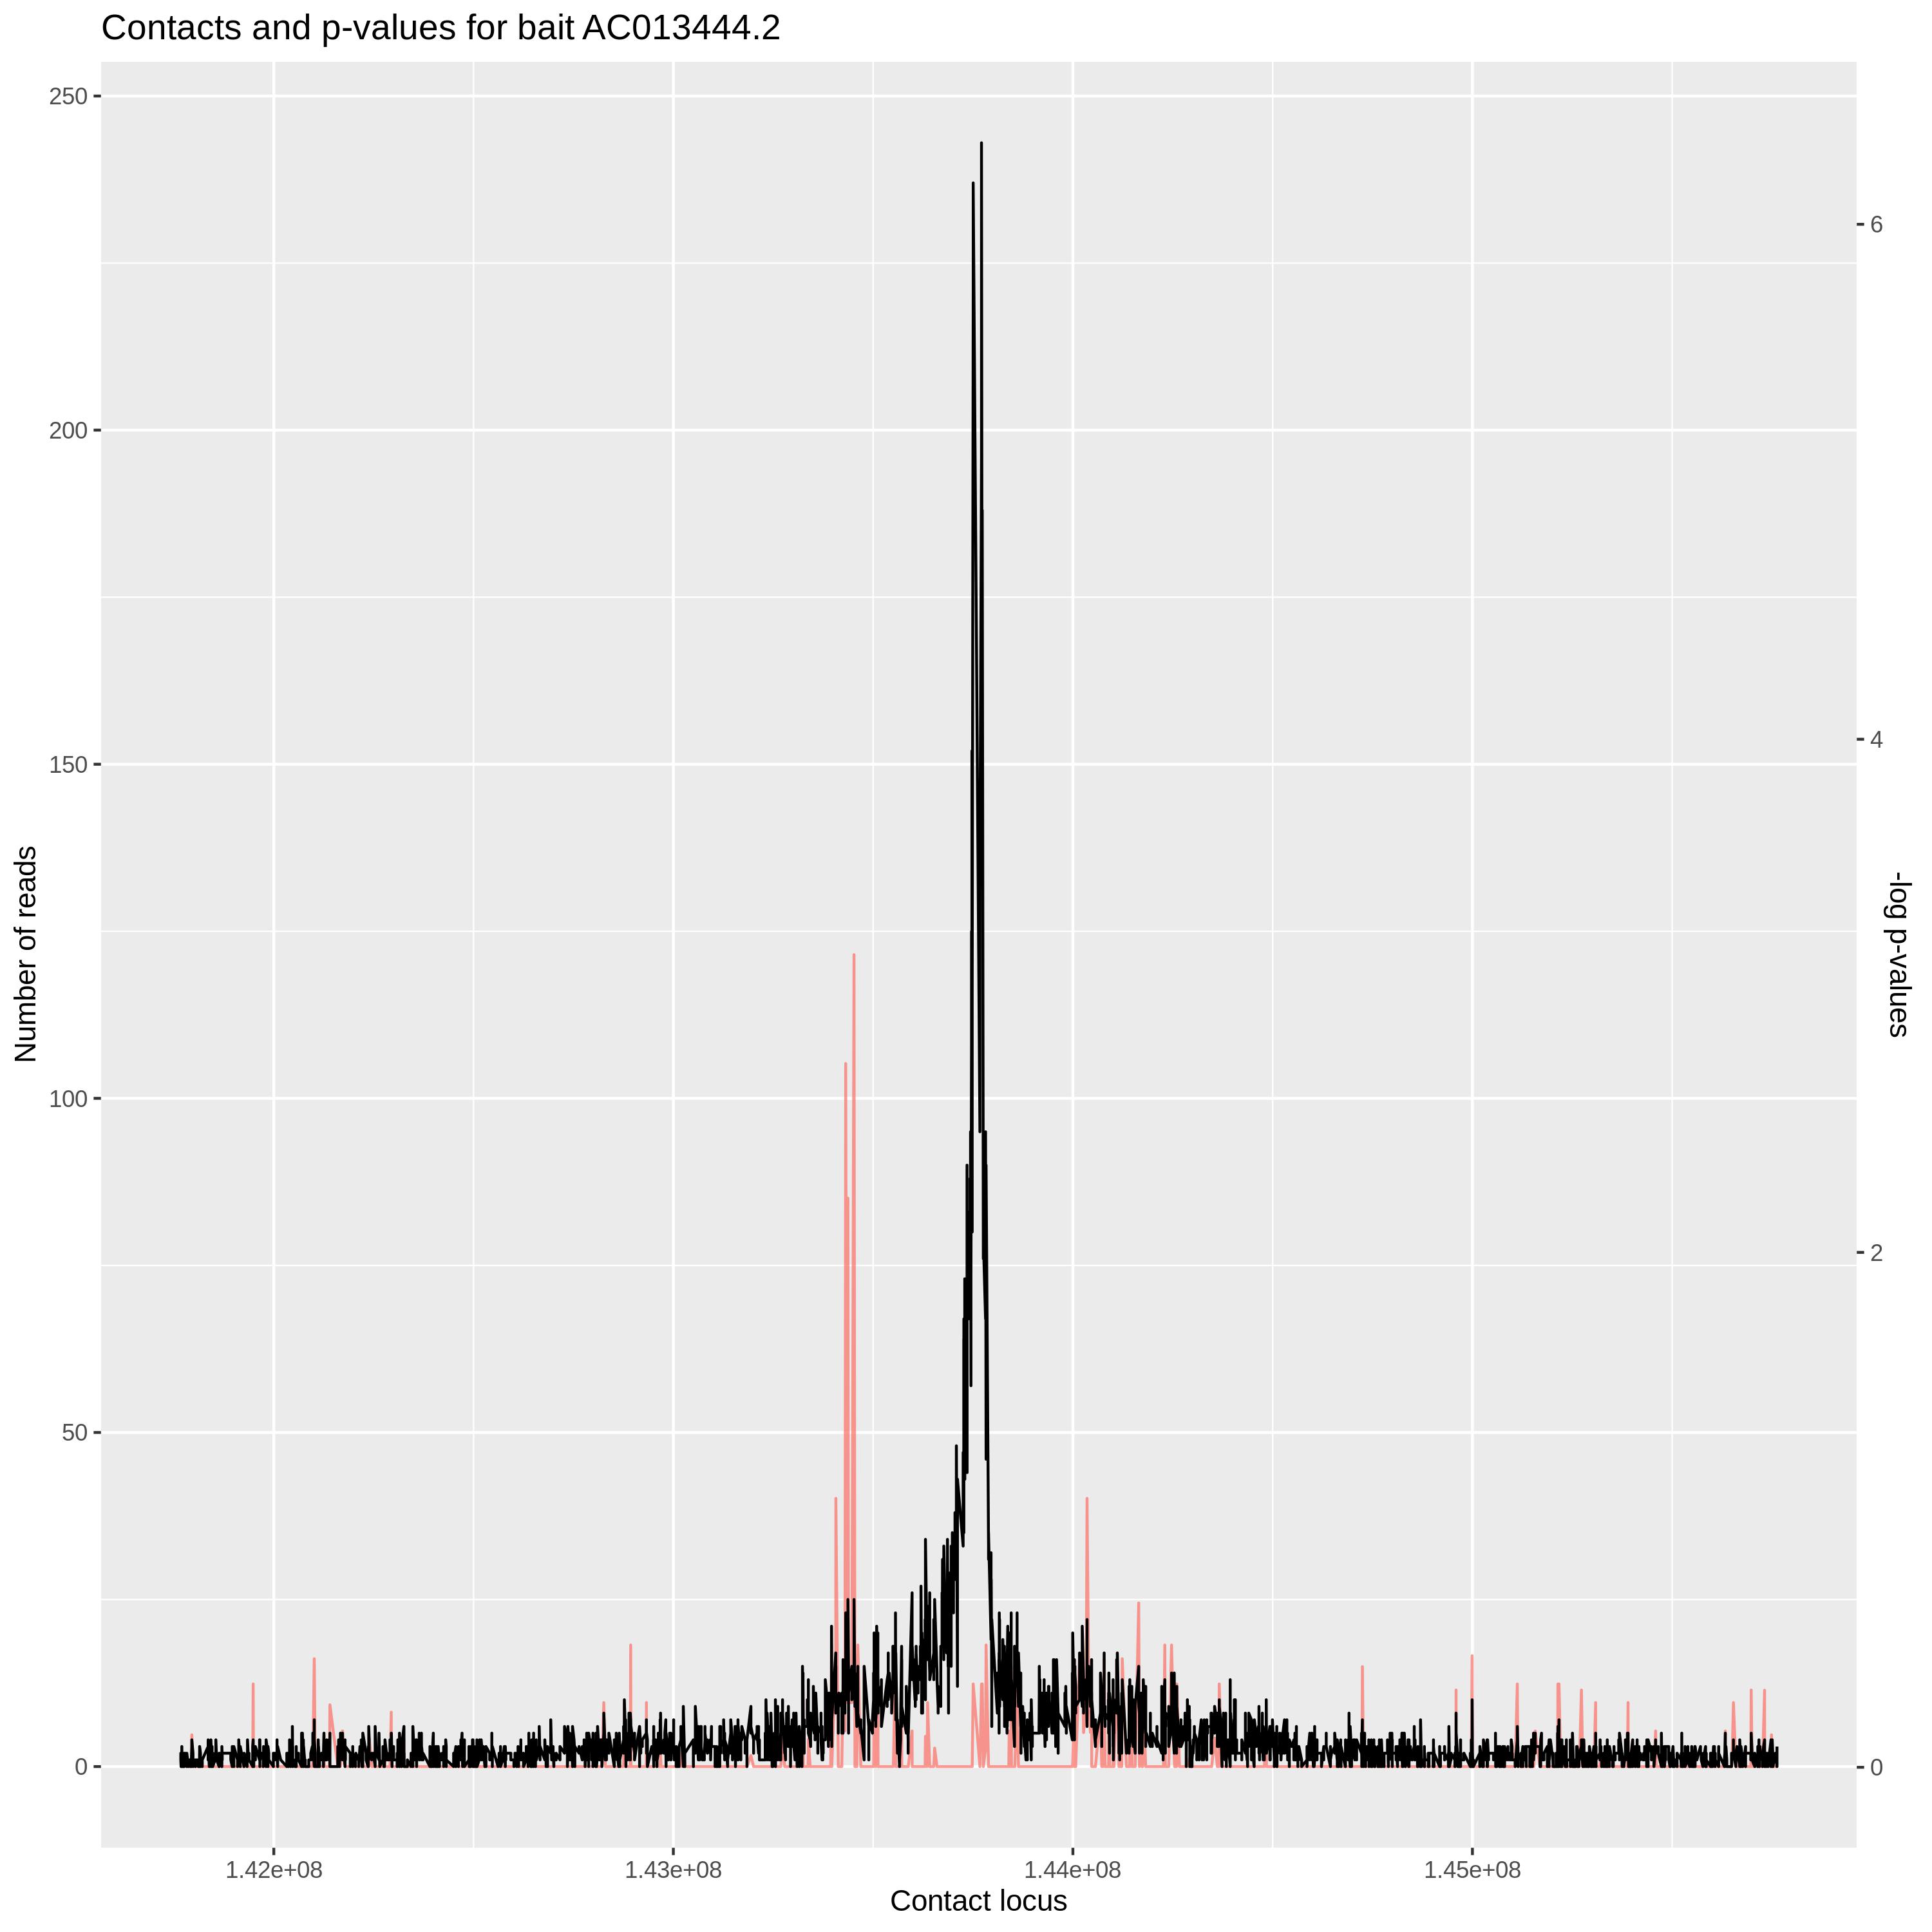 Contacts and p-values for bait AC013444.2
250
200
150
100
50
0
Number of reads
6
4
2
0
-log p-values
1.42e+08 1.43e+08 1.44e+08 1.45e+08
Contact locus